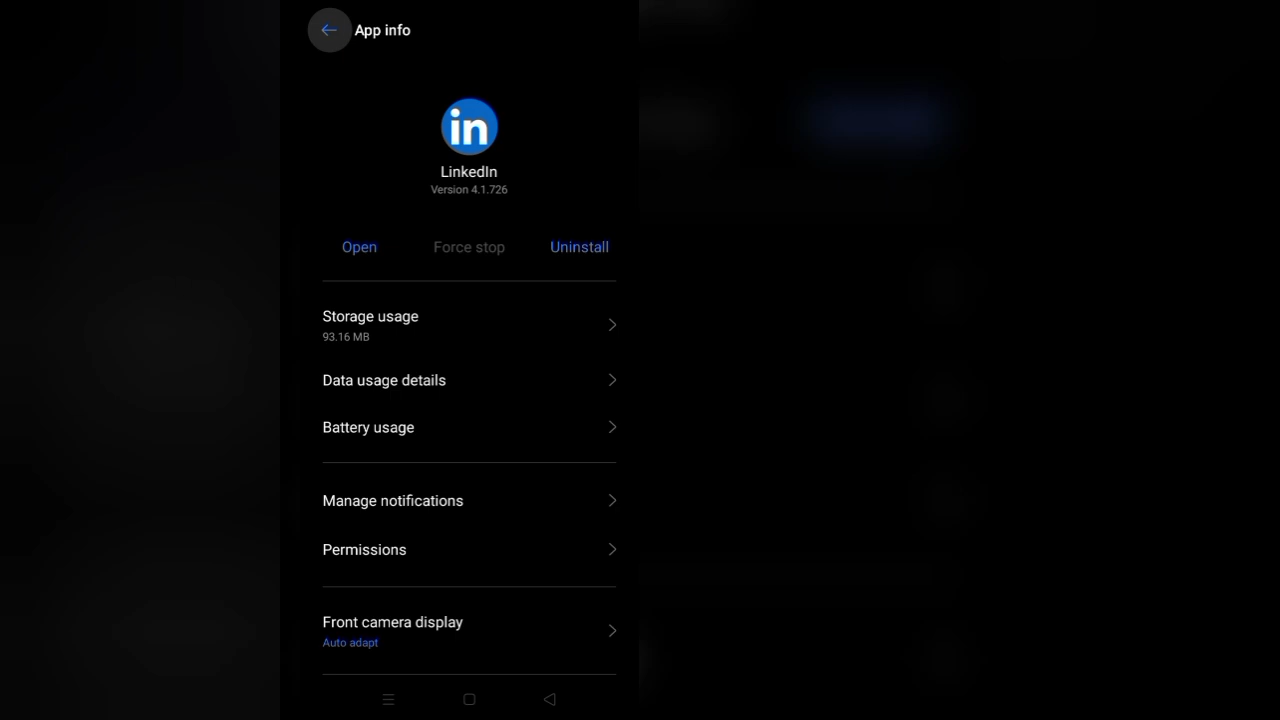 App info
in
LinkedIn
Version 4.1.726
Open Force stop Uninstall
Storage usage
93.16 MB
Data usage details
Battery usage
Manage notifications
Permissions
Front camera display
Auto adapt